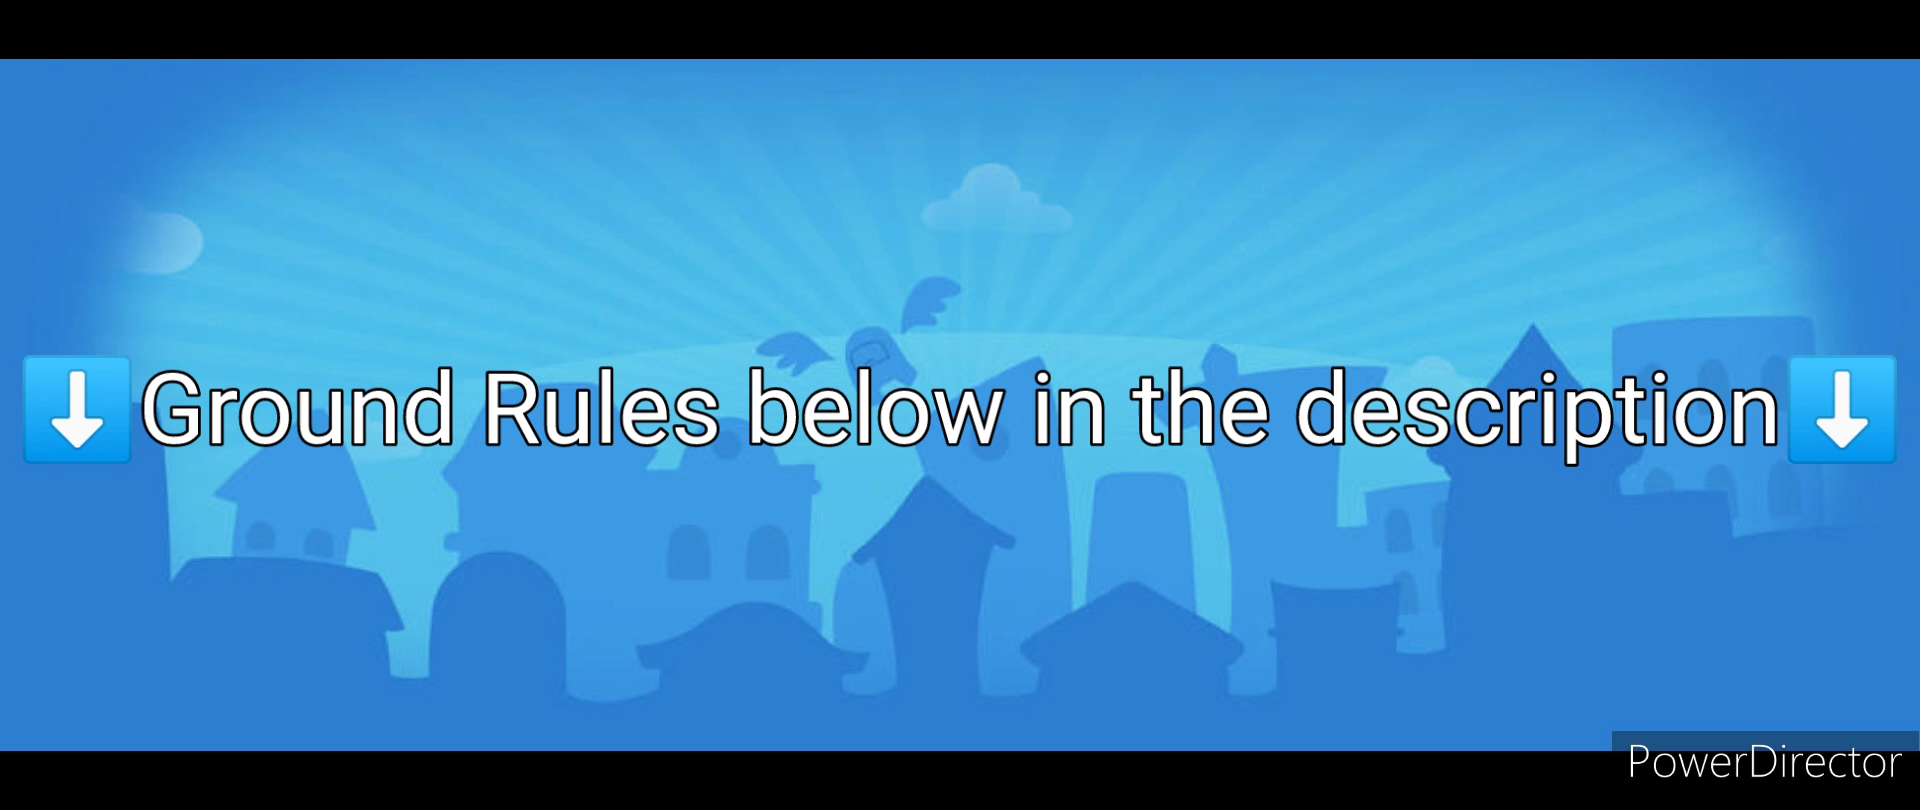 ⬇️Ground Rules below in the description⬇️
PowerDirector